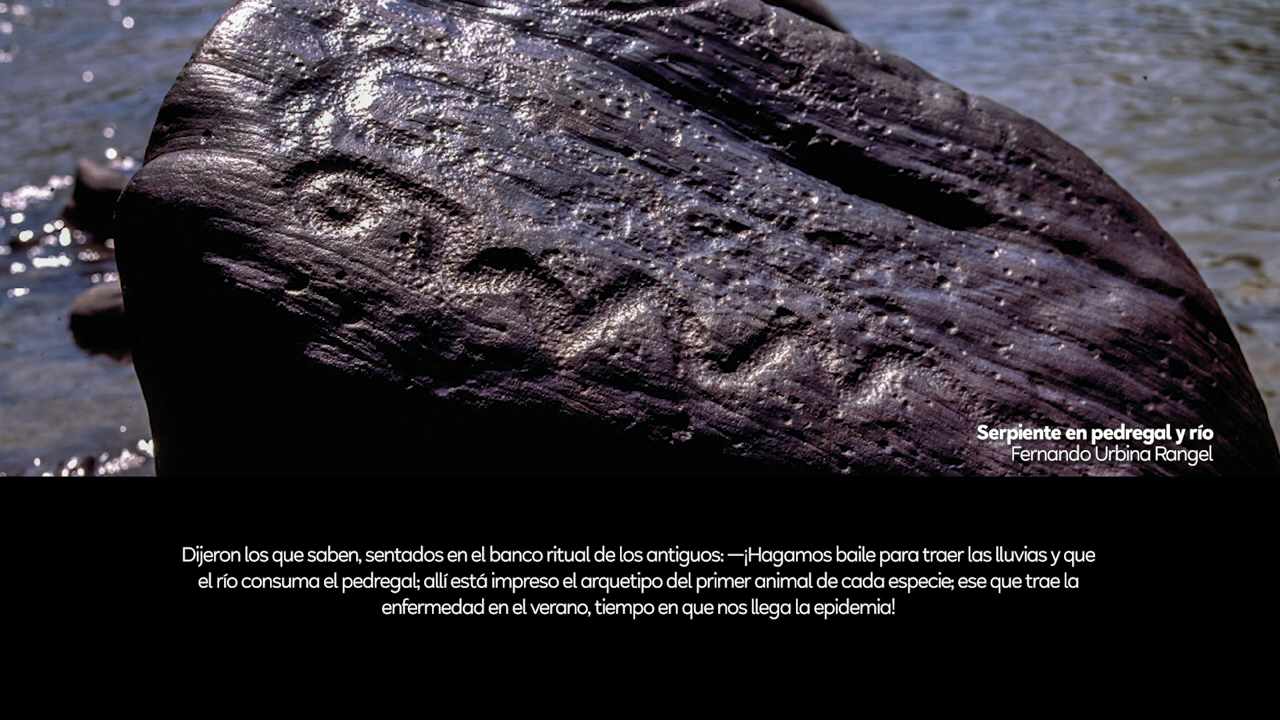 Serpiente en pedregal y río
Fernando Urbina Rangel
Dijeron los que saben, sentados en el banco ritual de los antiguos: —¡Hagamos baile para traer las lluvias y que
el río consuma el pedregal; allí está impreso el arquetipo del primer animal de cada especie; ese que trae la
enfermedad en el verano, tiempo en que nos llega la epidemia!